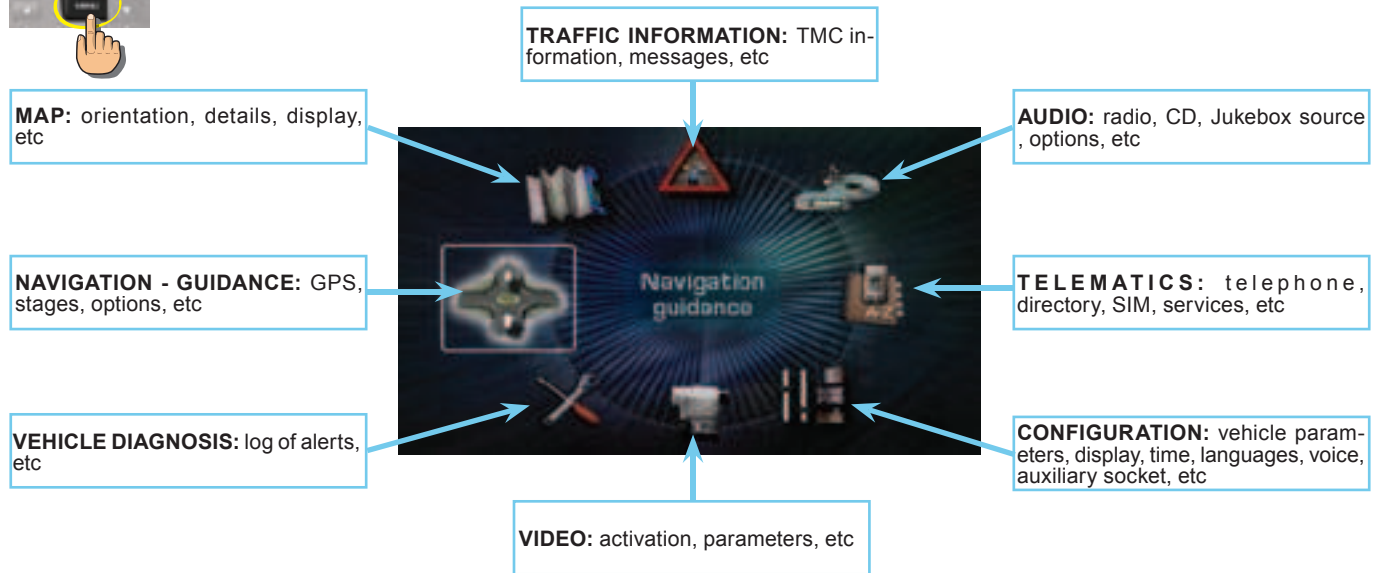 TRAFFIC INFORMATION: TMC in-
formation, messages, etc
MAP: orientation, details, display,
etc
AUDIO: radio, CD, Jukebox source
, options, etc
NAVIGATION - GUIDANCE: GPS,
stages, options, etc
Navigation
guidance
TELEMATICS: telephone,
directory, SIM, services, etc
VEHICLE DIAGNOSIS: log of alerts,
etc
CONFIGURATION: vehicle param-
eters, display, time, languages, voice,
auxiliary socket, etc
VIDEO: activation, parameters, etc